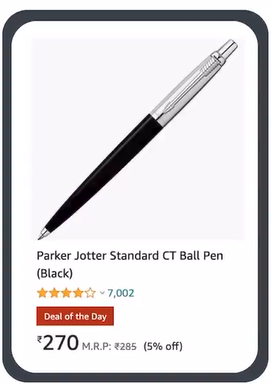 Parker Jotter Standard CT Ball Pen
(Black)
7,002
Deal of the Day
₹270 M.R.P: ₹285 (5% off)